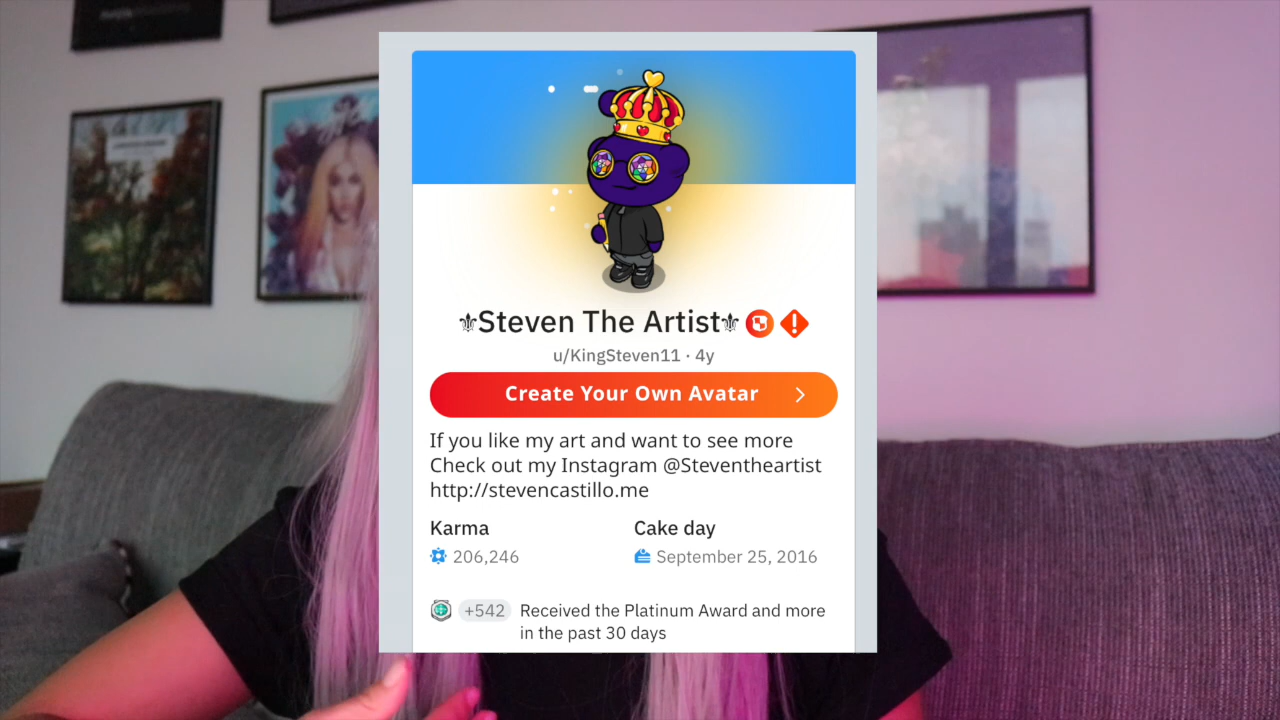 ⚜Steven The Artist⚜
u/KingSteven11 · 4y
Create Your Own Avatar
If you like my art and want to see more
Check out my Instagram @Steventheartist
http://stevencastillo.me
Karma
Cake day
206,246
September 25, 2016
+542 Received the Platinum Award and more
in the past 30 days